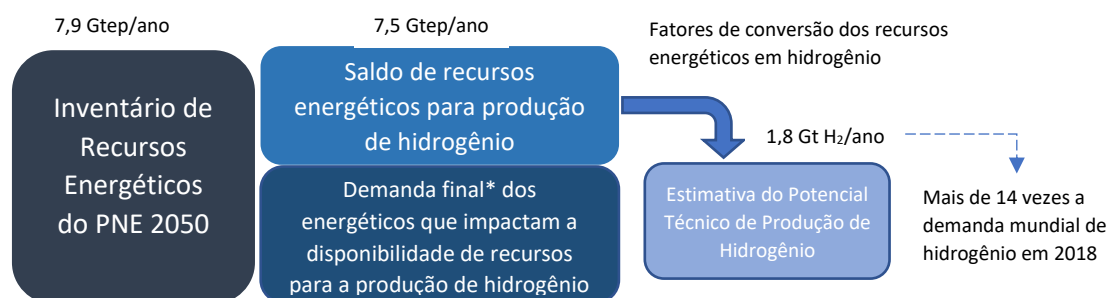 7,9 Gtep/ano
Inventário de
Recursos
Energéticos
do PNE 2050
7,5 Gtep/ano
Saldo de recursos
energéticos para produção
de hidrogênio
Demanda final* dos
energéticos que impactam a
disponibilidade de recursos
para a produção de hidrogênio
Fatores de conversão dos recursos
energéticos em hidrogênio
1,8 Gt H₂/ano
Estimativa do Potencial
Técnico de Produção de
Hidrogênio
Mais de 14 vezes a
demanda mundial de
hidrogênio em 2018